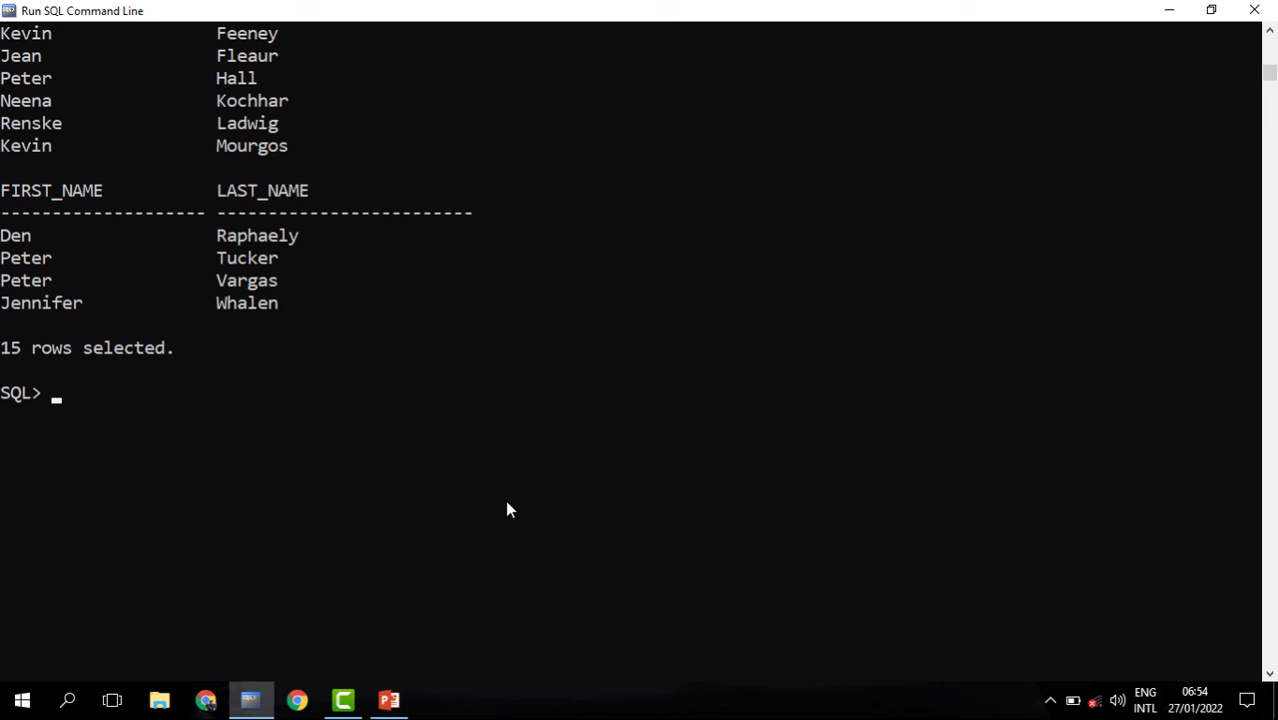 Run SQL Command Line
Kevin Feeney
Jean Fleaur
Peter Hall
Neena Kochhar
Renske Ladwig
Kevin Mourgos
FIRST_NAME LAST_NAME
-------------------- -------------------------
Den Raphaely
Peter Tucker
Peter Vargas
Jennifer Whalen
15 rows selected.
SQL>
ENG 06:54
INTL 27/01/2022